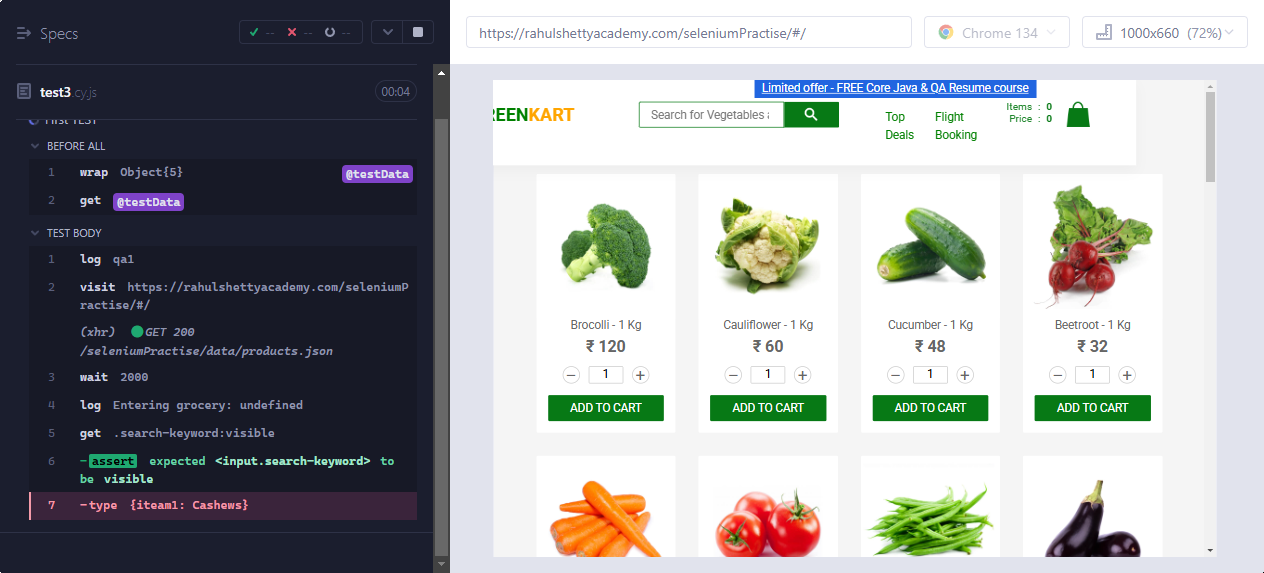 Specs
-- -- --
test3.cy.js
00:04
First TEST
BEFORE ALL
1 wrap Object{5} @testData
2 get @testData
TEST BODY
1 log qa1
2 visit https://rahulshettyacademy.com/seleniumP
ractise/#/
(xhr) GET 200
/seleniumPractise/data/products.json
3 wait 2000
4 log Entering grocery: undefined
5 get .search-keyword:visible
6 -assert expected <input.search-keyword> to
be visible
7 -type {iteam1: Cashews}
https://rahulshettyacademy.com/seleniumPractise/#/
Chrome 134
1000x660 (72%)
Limited offer - FREE Core Java & QA Resume course
REENKART
Search for Vegetables a
Top
Deals
Flight
Booking
Items : 0
Price : 0
Brocolli - 1 Kg
₹ 120
− 1 +
ADD TO CART
Cauliflower - 1 Kg
₹ 60
− 1 +
ADD TO CART
Cucumber - 1 Kg
₹ 48
− 1 +
ADD TO CART
Beetroot - 1 Kg
₹ 32
− 1 +
ADD TO CART